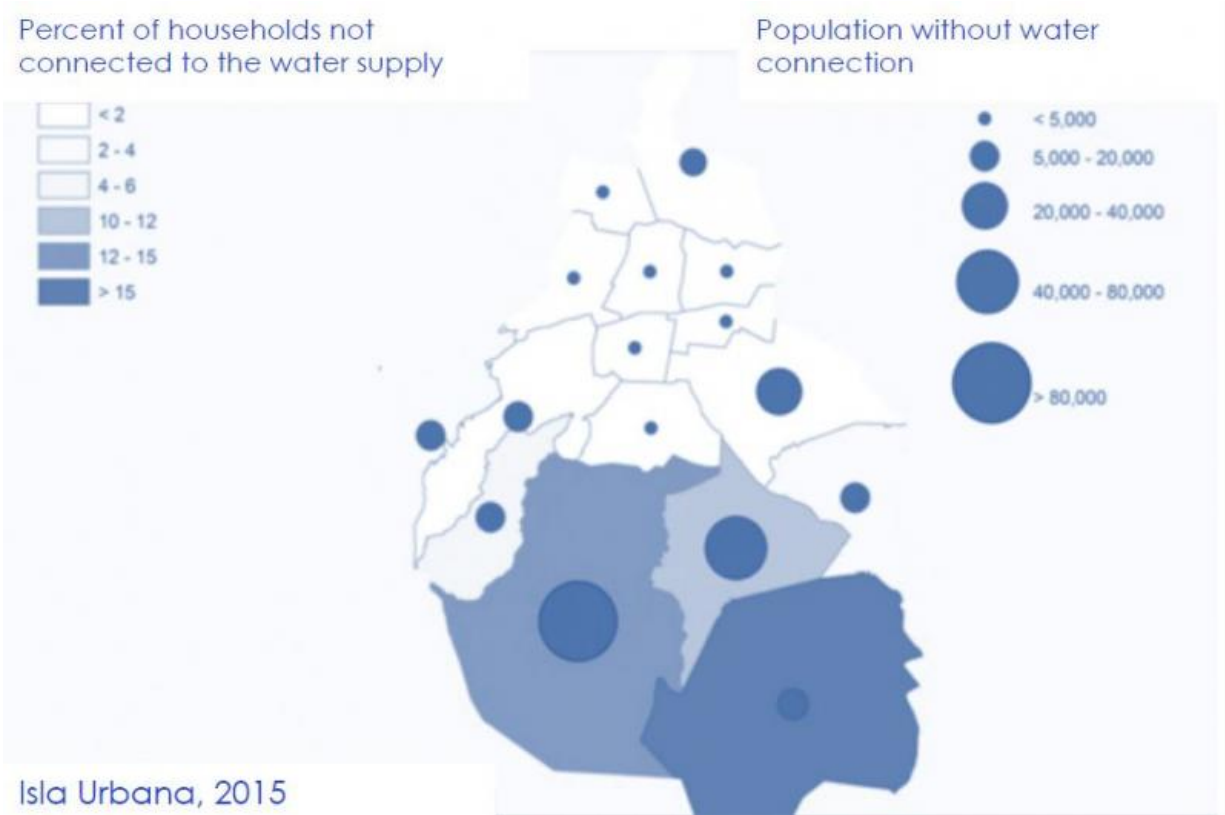 Percent of households not
connected to the water supply
< 2
2 - 4
4 - 6
10 - 12
12 - 15
> 15
Population without water
connection
< 5,000
5,000 - 20,000
20,000 - 40,000
40,000 - 80,000
> 80,000
Isla Urbana, 2015